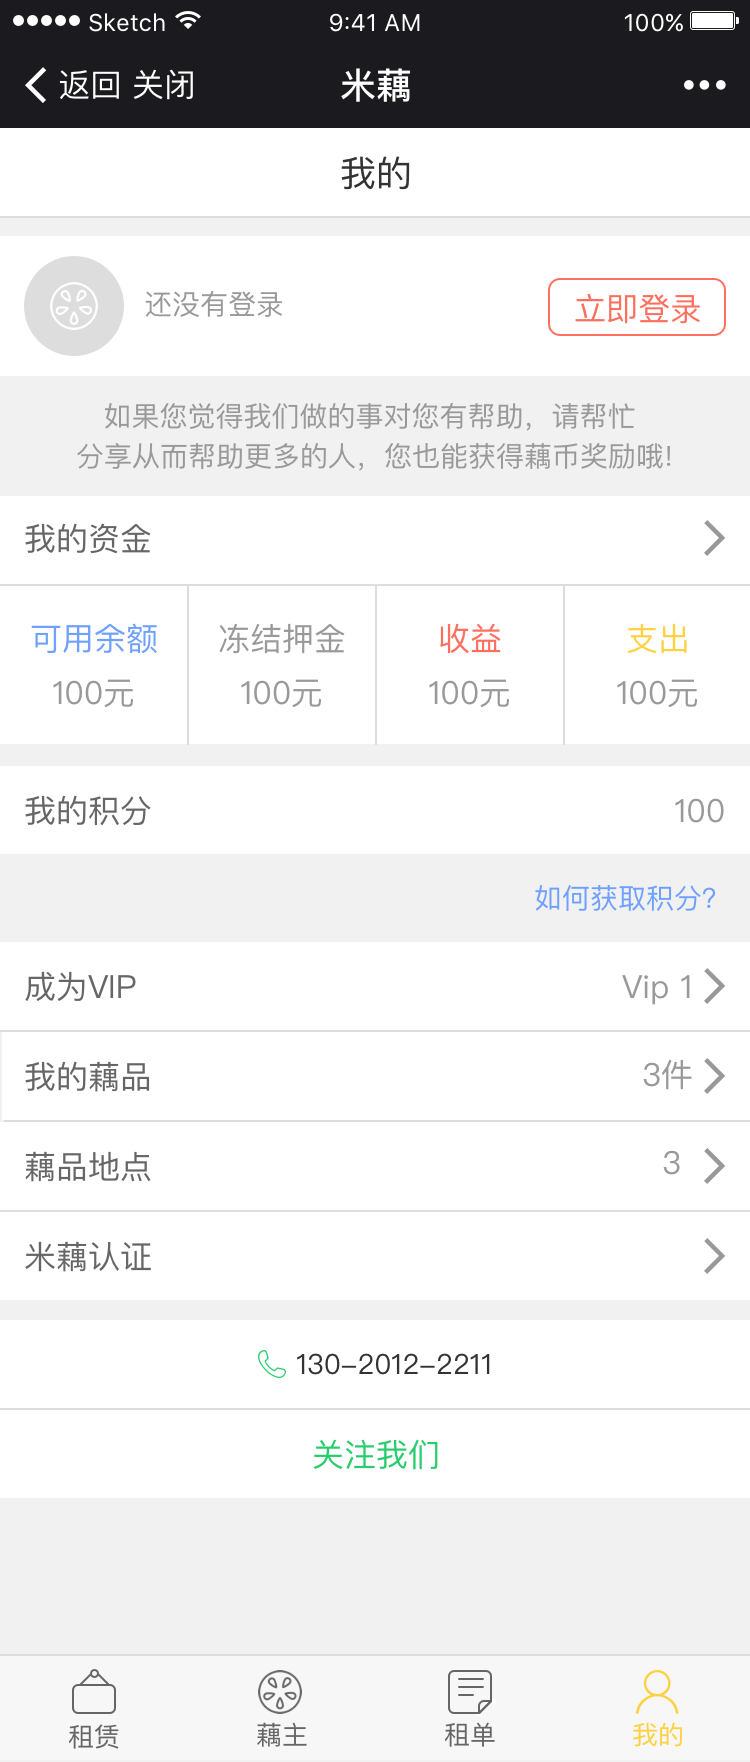 Sketch 9:41 AM 100%
返回 关闭 米藕
我的
还没有登录 立即登录
如果您觉得我们做的事对您有帮助，请帮忙
分享从而帮助更多的人，您也能获得藕币奖励哦!
我的资金
可用余额 冻结押金 收益 支出
100元 100元 100元 100元
我的积分 100
如何获取积分?
成为VIP Vip 1
我的藕品 3件
藕品地点 3
米藕认证
130-2012-2211
关注我们
租赁 藕主 租单 我的